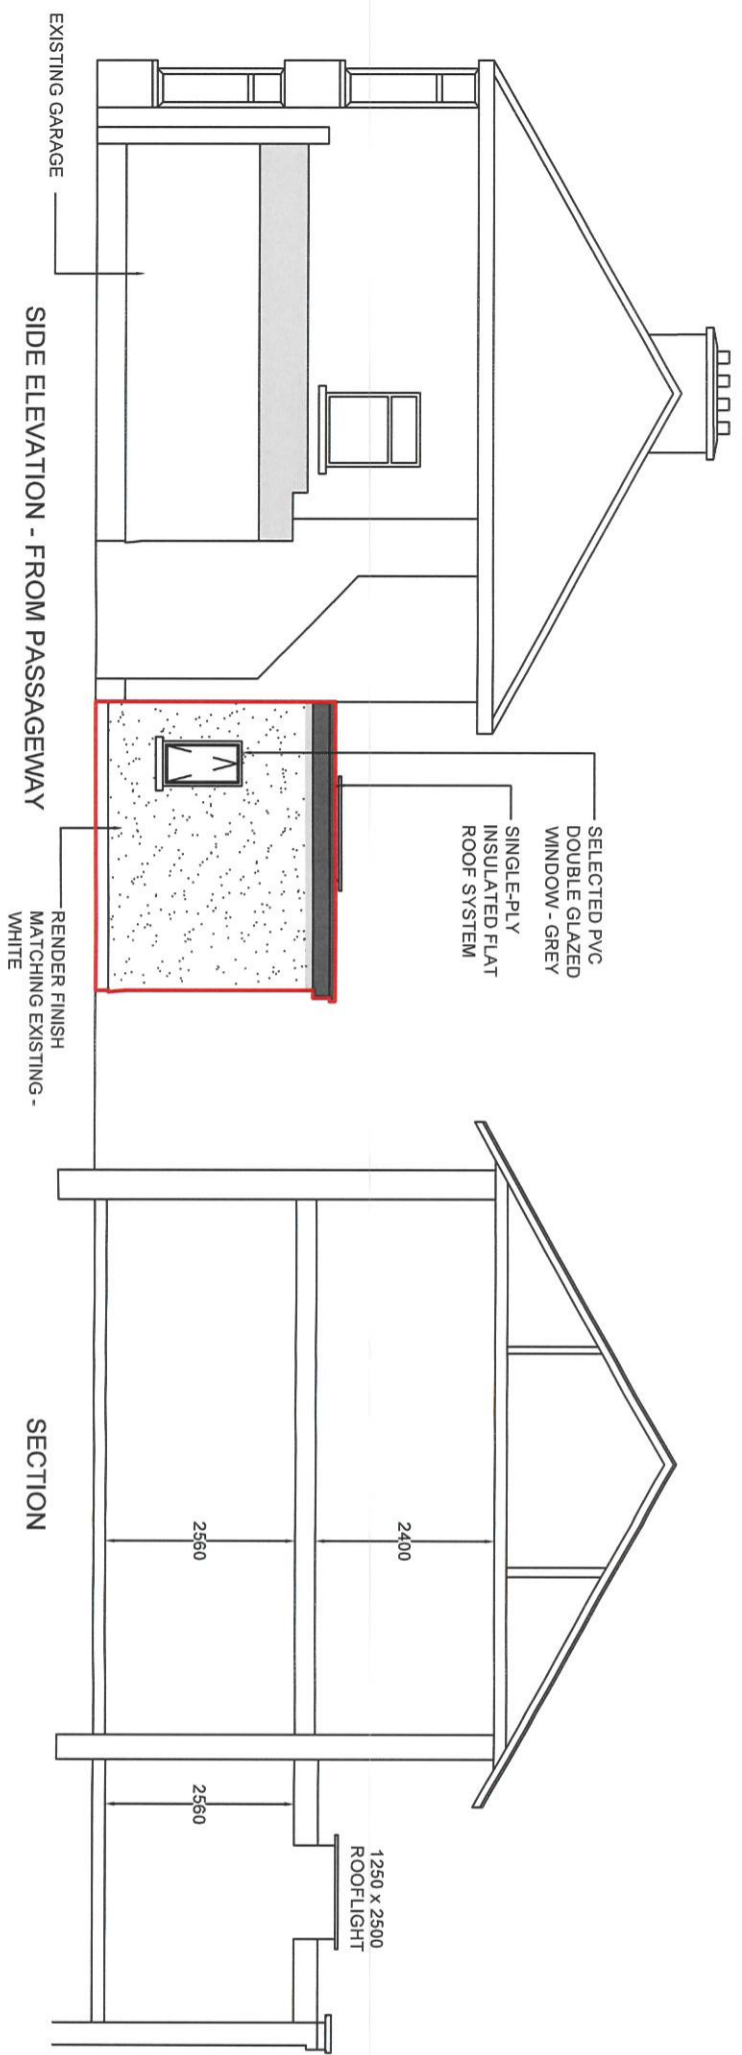 EXISTING GARAGE
SIDE ELEVATION - FROM PASSAGEWAY
SELECTED PVC
DOUBLE GLAZED
WINDOW - GREY
SINGLE-PLY
INSULATED FLAT
ROOF SYSTEM
RENDER FINISH
MATCHING EXISTING -
WHITE
2400
2560
2560
1250 x 2500
ROOFLIGHT
SECTION